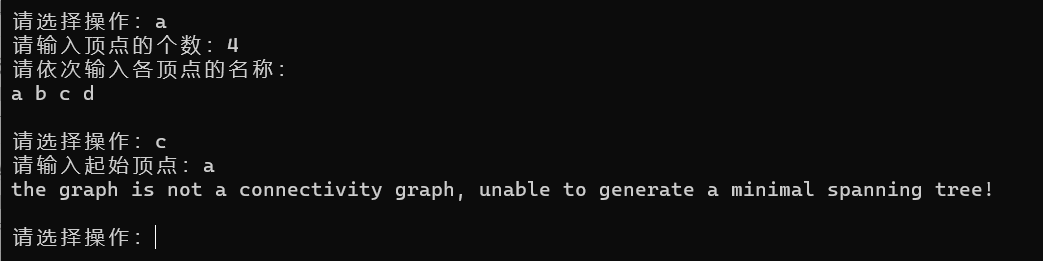 请选择操作: a
请输入顶点的个数: 4
请依次输入各顶点的名称:
a b c d
请选择操作: c
请输入起始顶点: a
the graph is not a connectivity graph, unable to generate a minimal spanning tree!
请选择操作: